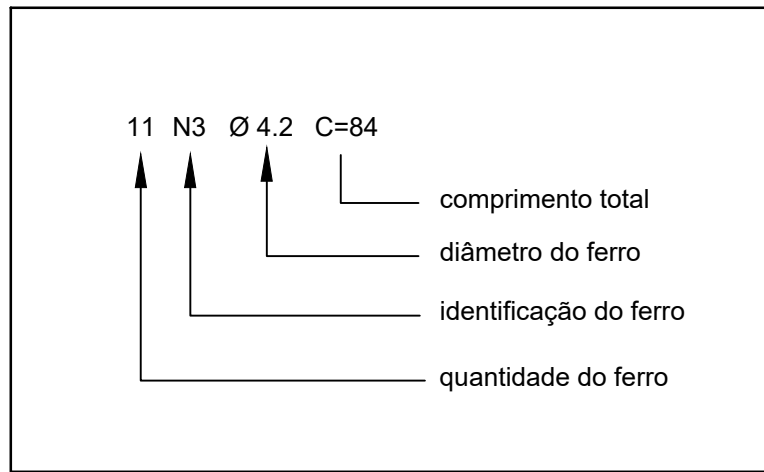 11 N3 Ø 4.2 C=84
comprimento total
diâmetro do ferro
identificação do ferro
quantidade do ferro